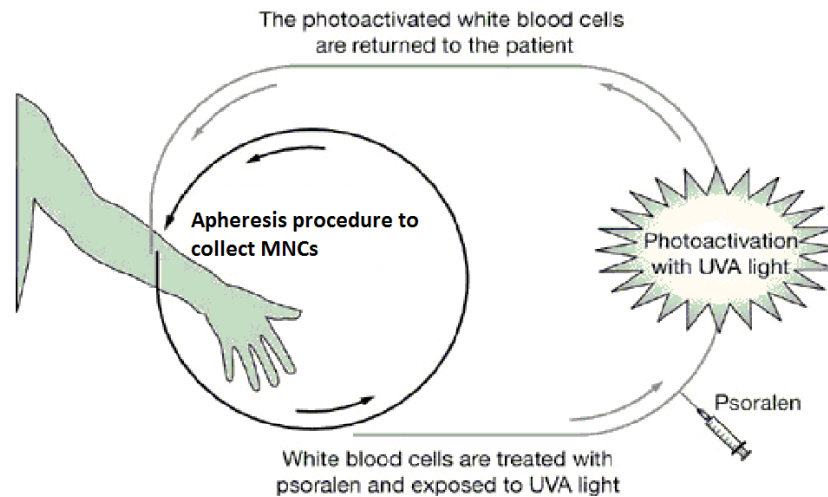 The photoactivated white blood cells
are returned to the patient
Apheresis procedure to
collect MNCs
Photoactivation
with UVA light
Psoralen
White blood cells are treated with
psoralen and exposed to UVA light